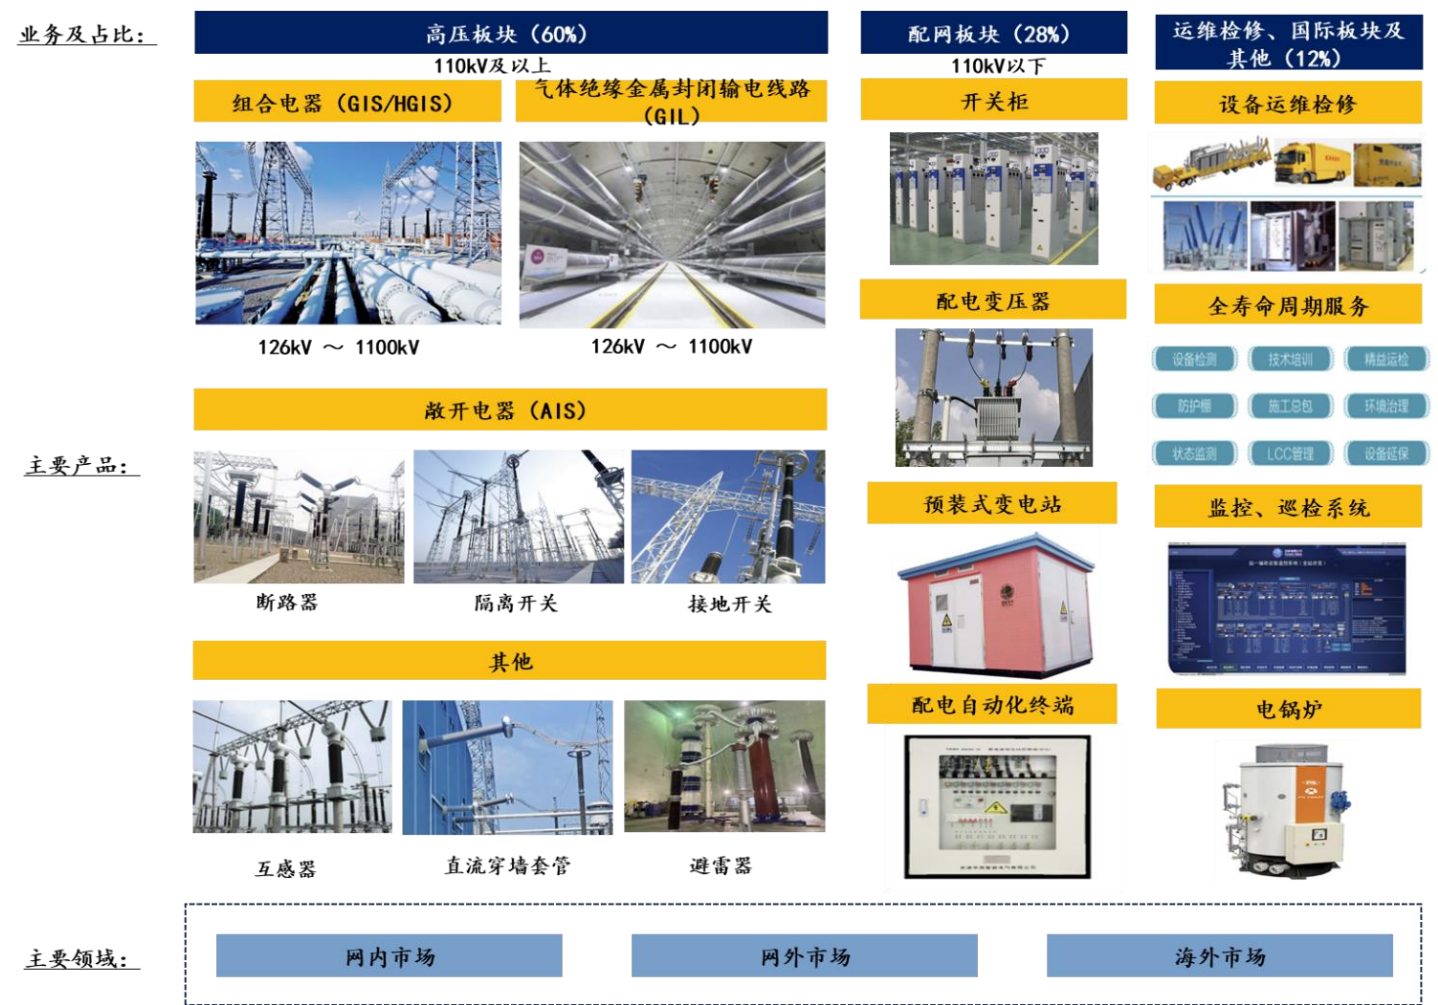 业务及占比：
高压板块（60%）
配网板块（28%）
运维检修、国际板块及
其他（12%）
110kV及以上
110kV以下
组合电器（GIS/HGIS）
气体绝缘金属封闭输电线路
（GIL）
开关柜
设备运维检修
126kV ～ 1100kV
126kV ～ 1100kV
配电变压器
全寿命周期服务
设备检测
技术培训
精益运检
防护棚
施工总包
环境治理
状态监测
LCC管理
设备延保
敞开电器（AIS）
主要产品：
断路器
隔离开关
接地开关
预装式变电站
监控、巡检系统
其他
配电自动化终端
电锅炉
互感器
直流穿墙套管
避雷器
主要领域：
网内市场
网外市场
海外市场